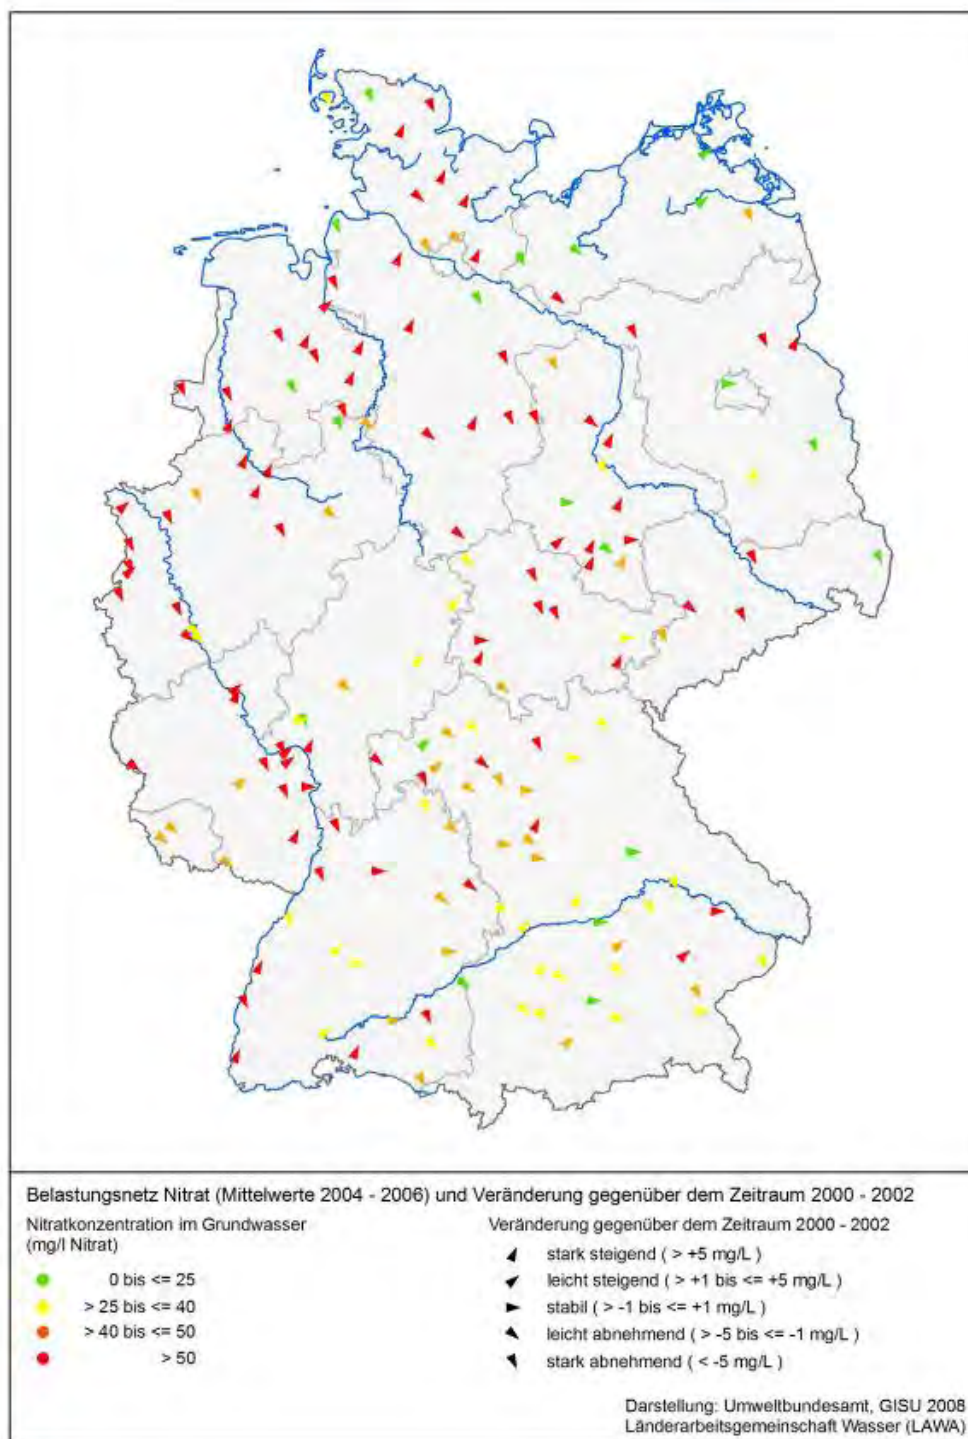 Belastungsnetz Nitrat (Mittelwerte 2004 - 2006) und Veränderung gegenüber dem Zeitraum 2000 - 2002
Nitratkonzentration im Grundwasser
(mg/l Nitrat)
0 bis <= 25
> 25 bis <= 40
> 40 bis <= 50
> 50
Veränderung gegenüber dem Zeitraum 2000 - 2002
stark steigend ( > +5 mg/L )
leicht steigend ( > +1 bis <= +5 mg/L )
stabil ( > -1 bis <= +1 mg/L )
leicht abnehmend ( > -5 bis <= -1 mg/L )
stark abnehmend ( < -5 mg/L )
Darstellung: Umweltbundesamt, GISU 2008
Länderarbeitsgemeinschaft Wasser (LAWA)